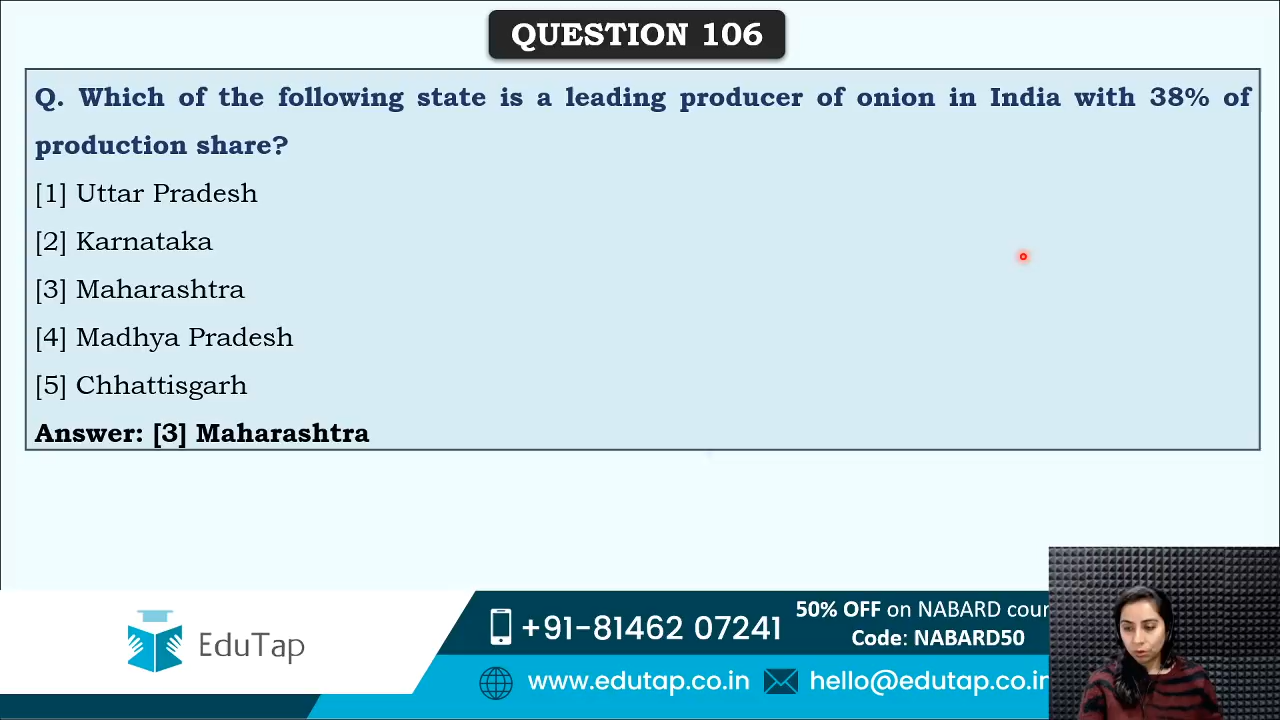 QUESTION 106
Q. Which of the following state is a leading producer of onion in India with 38% of
production share?
[1] Uttar Pradesh
[2] Karnataka
[3] Maharashtra
[4] Madhya Pradesh
[5] Chhattisgarh
Answer: [3] Maharashtra
EduTap
+91-81462 07241
50% OFF on NABARD cour
Code: NABARD50
www.edutap.co.in
hello@edutap.co.in